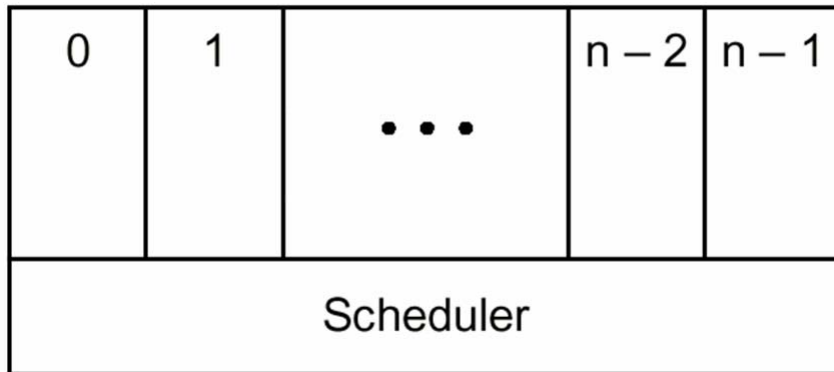 0 1 • • • n – 2 n – 1
Scheduler